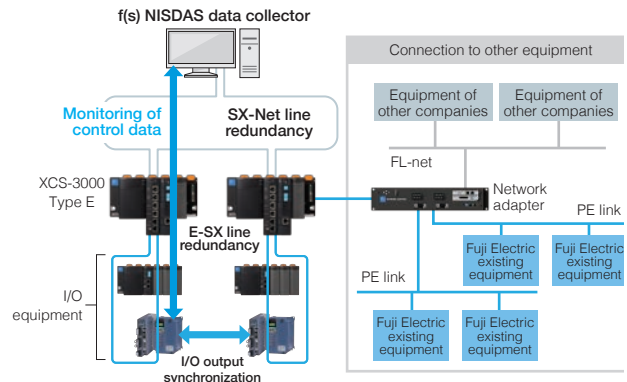 f(s) NISDAS data collector
Monitoring of
control data
SX-Net line
redundancy
XCS-3000
Type E
E-SX line
redundancy
I/O
equipment
I/O output
synchronization
Connection to other equipment
Equipment of
other companies
Equipment of
other companies
FL-net
Network
adapter
PE link
Fuji Electric
existing
equipment
Fuji Electric
existing
equipment
PE link
Fuji Electric
existing
equipment
Fuji Electric
existing
equipment